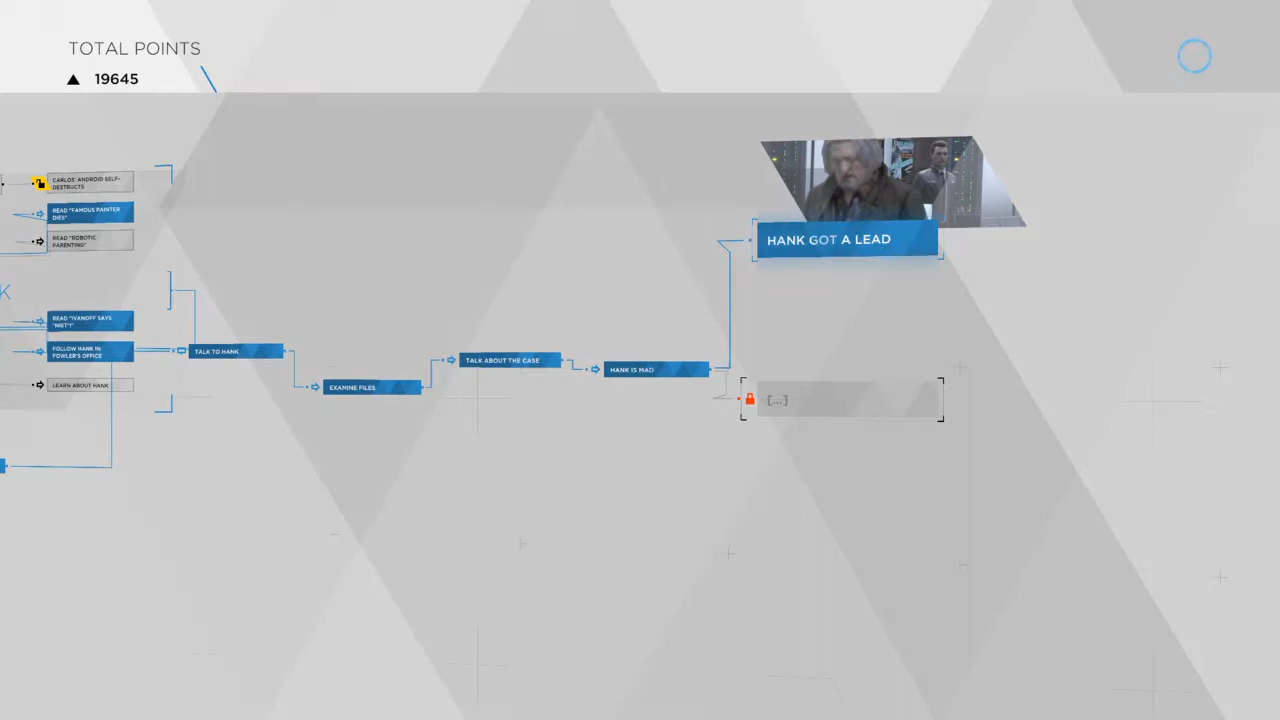 TOTAL POINTS
19645
CARLOS' ANDROID SELF-
DESTRUCTS
READ "FAMOUS PAINTER
DIES"
READ "ROBOTIC
PARENTING"
HANK GOT A LEAD
K
READ "IVANOFF SAYS
"NIET"!"
FOLLOW HANK IN
FOWLER'S OFFICE
TALK TO HANK
LEARN ABOUT HANK
EXAMINE FILES
TALK ABOUT THE CASE
HANK IS MAD
[...]